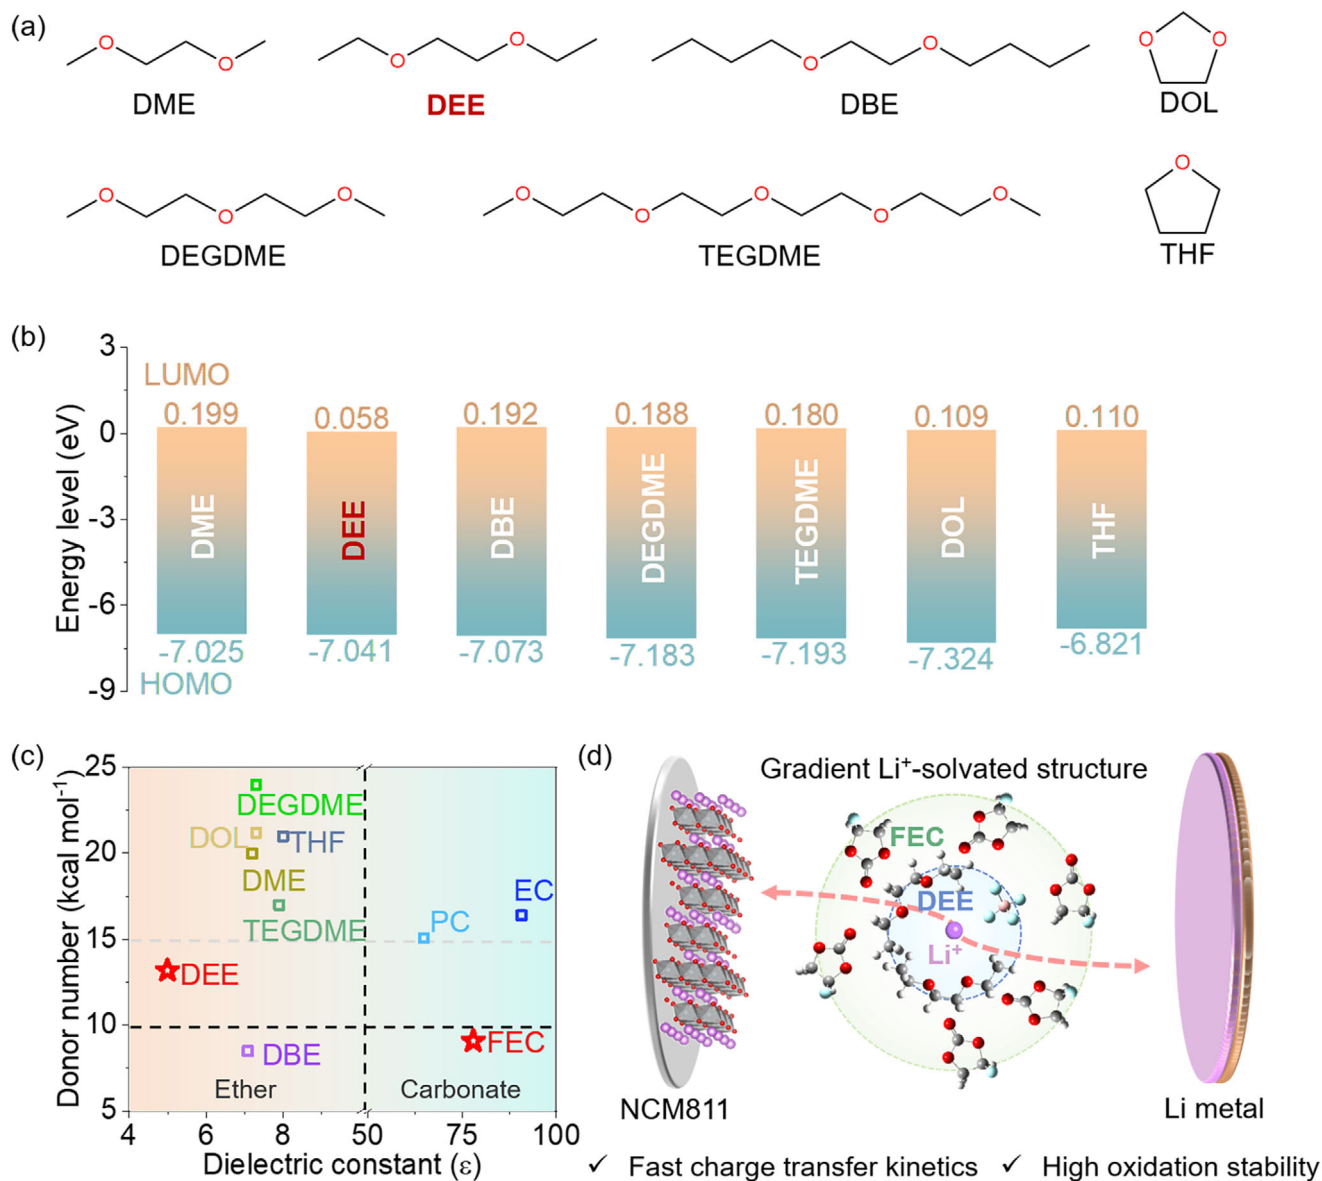 (a)
O
O
DME
O
O
DEE
O
O
DBE
O
O
DOL
O
O
O
DEGDME
O
O
O
O
O
TEGDME
O
THF
(b)
Energy level (eV)
3
0
-3
-6
-9
LUMO
0.199
0.058
0.192
0.188
0.180
0.109
0.110
DME
DEE
DBE
DEGDME
TEGDME
DOL
THF
-7.025
-7.041
-7.073
-7.183
-7.193
-7.324
-6.821
HOMO
(c)
Donor number (kcal mol⁻¹)
25
20
15
10
5
DEGDME
DOL
THF
DME
TEGDME
DEE
DBE
EC
PC
FEC
Ether
Carbonate
4
6
8
50
75
100
Dielectric constant (ε)
(d)
Gradient Li⁺-solvated structure
FEC
DEE
Li⁺
NCM811
Li metal
✓ Fast charge transfer kinetics ✓ High oxidation stability